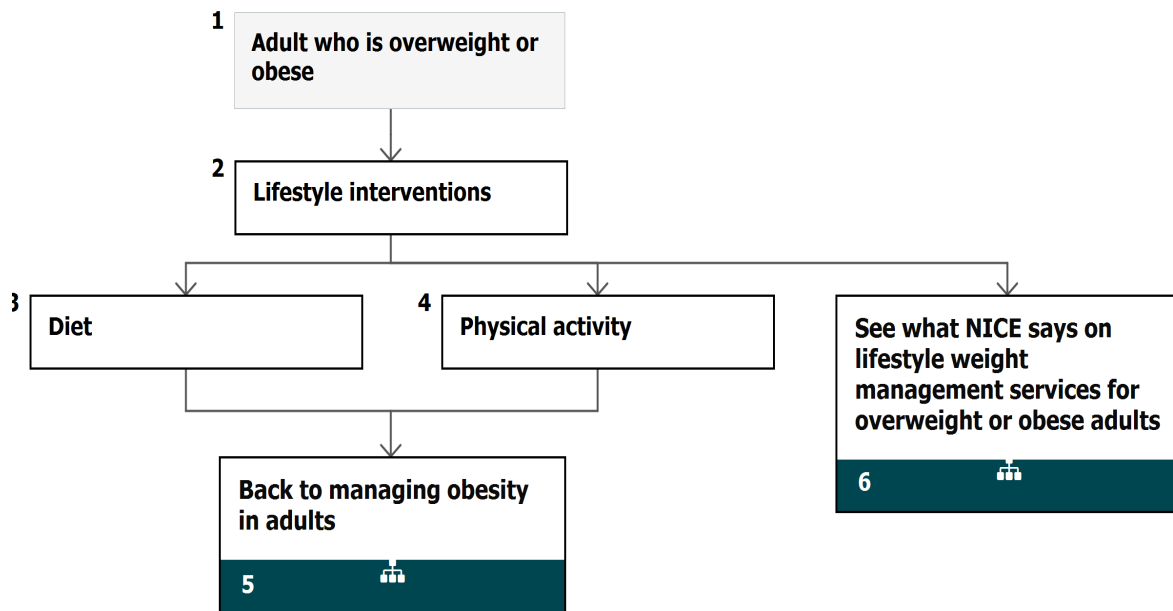 1
Adult who is overweight or
obese
2
Lifestyle interventions
3
Diet
4
Physical activity
See what NICE says on
lifestyle weight
management services for
overweight or obese adults
6
Back to managing obesity
in adults
5